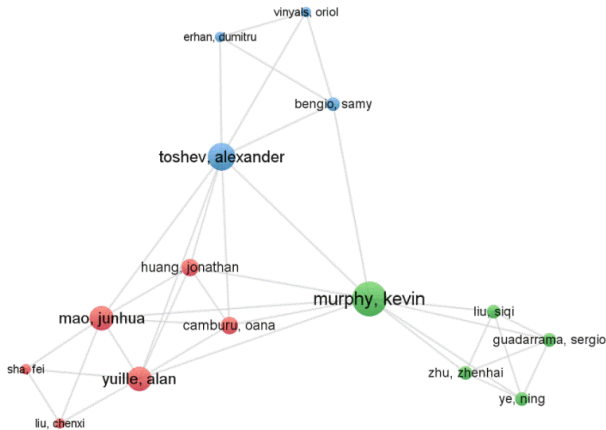 vinyals, oriol
erhan, dumitru
bengio, samy
toshev, alexander
huang, jonathan
murphy, kevin
liu, siqi
mao, junhua
camburu, oana
guadarrama, sergio
sha, fei
zhu, zhenhai
yuille, alan
ye, ning
liu, chenxi